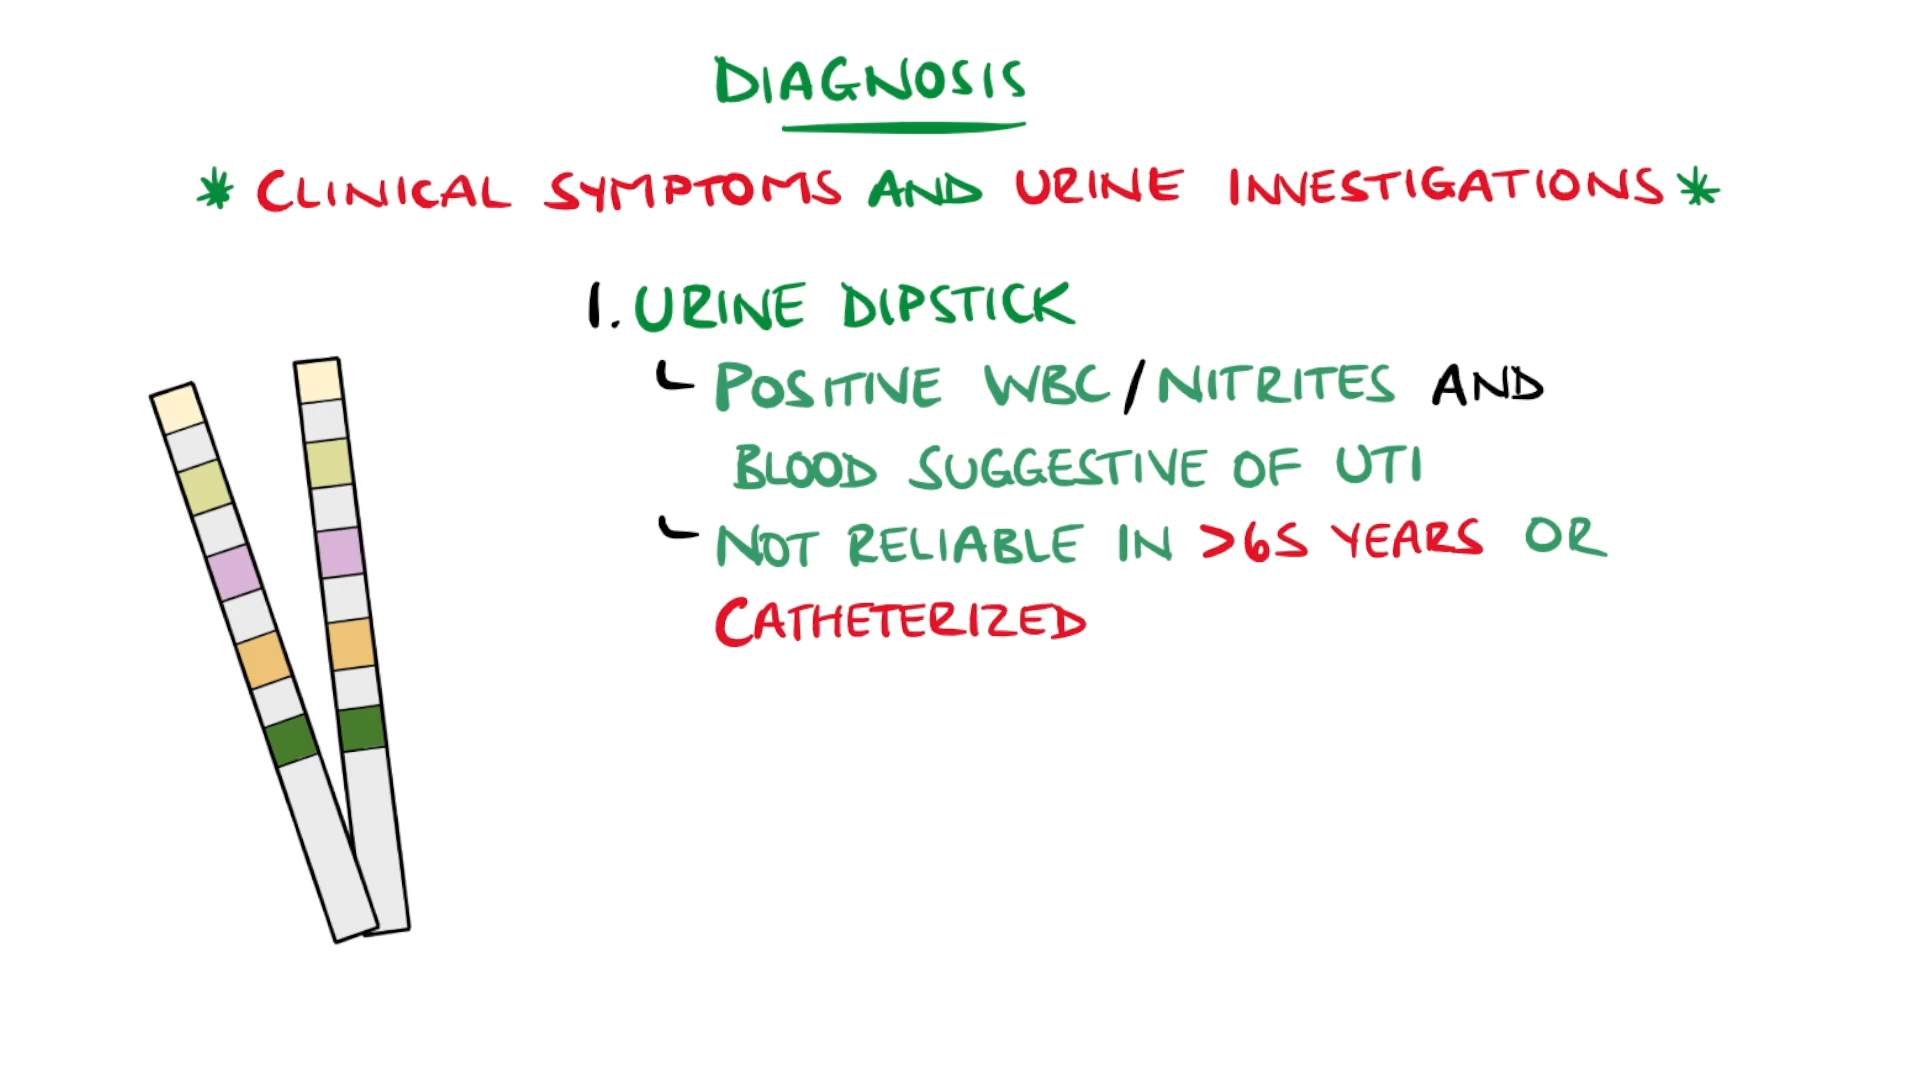 DIAGNOSIS
* CLINICAL SYMPTOMS AND URINE INVESTIGATIONS *
1. URINE DIPSTICK
POSITIVE WBC/NITRITES AND
BLOOD SUGGESTIVE OF UTI
NOT RELIABLE IN >65 YEARS OR
CATHETERIZED